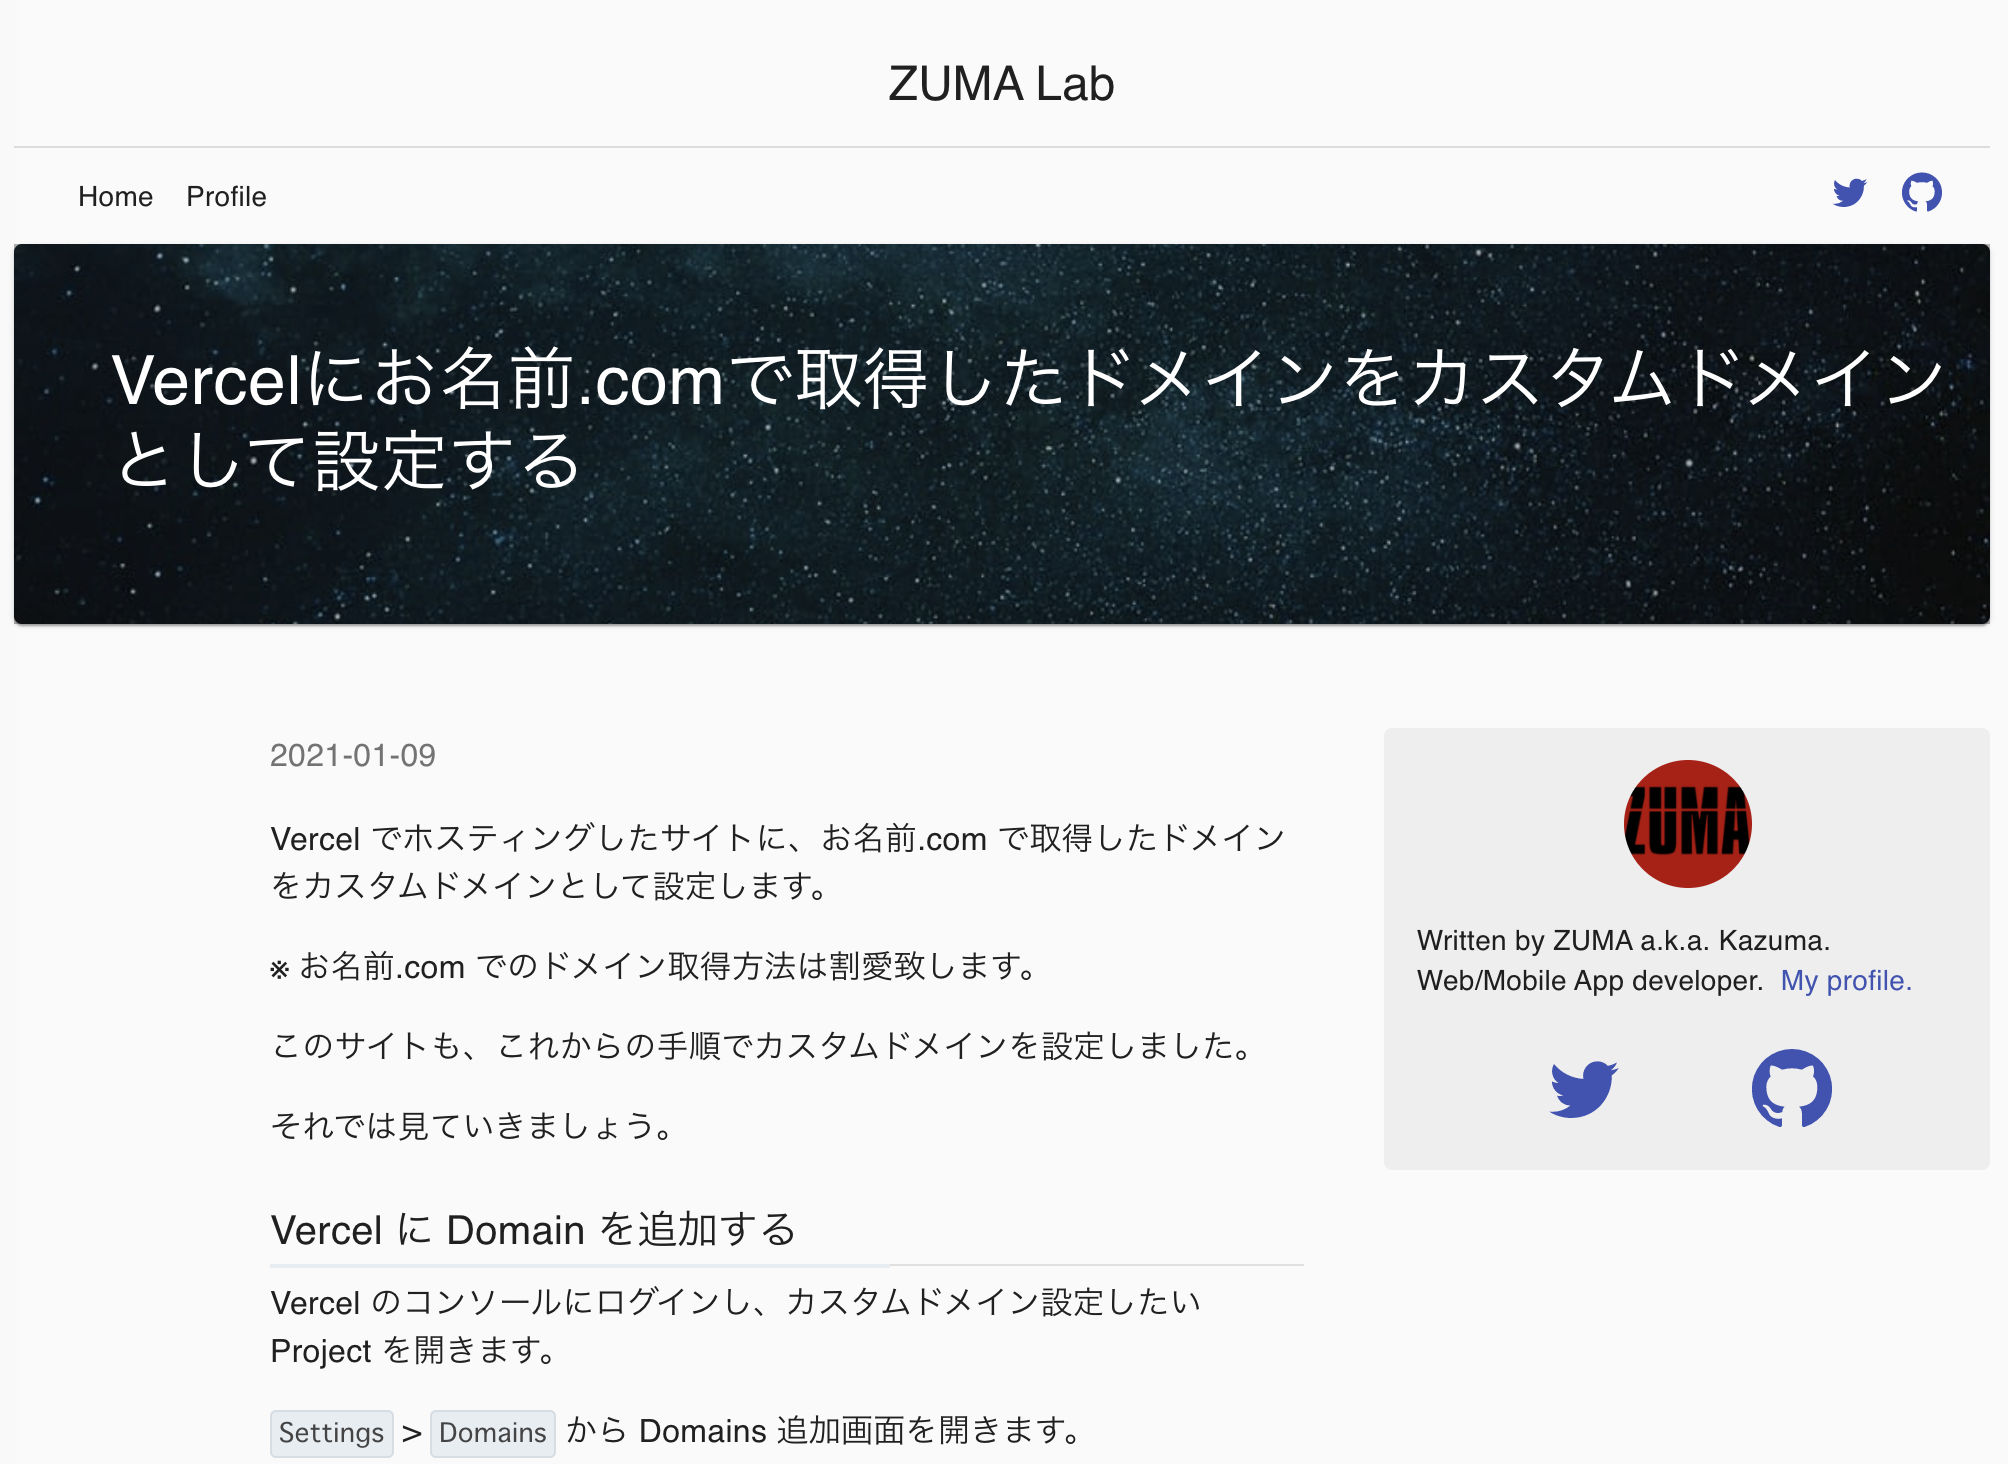 ZUMA Lab
Home Profile
Vercelにお名前.comで取得したドメインをカスタムドメイン
として設定する
2021-01-09
Vercel でホスティングしたサイトに、お名前.com で取得したドメイン
をカスタムドメインとして設定します。
※ お名前.com でのドメイン取得方法は割愛致します。
このサイトも、これからの手順でカスタムドメインを設定しました。
それでは見ていきましょう。
Vercel に Domain を追加する
Vercel のコンソールにログインし、カスタムドメイン設定したい
Project を開きます。
Settings > Domains から Domains 追加画面を開きます。
ZUMA
Written by ZUMA a.k.a. Kazuma.
Web/Mobile App developer. My profile.